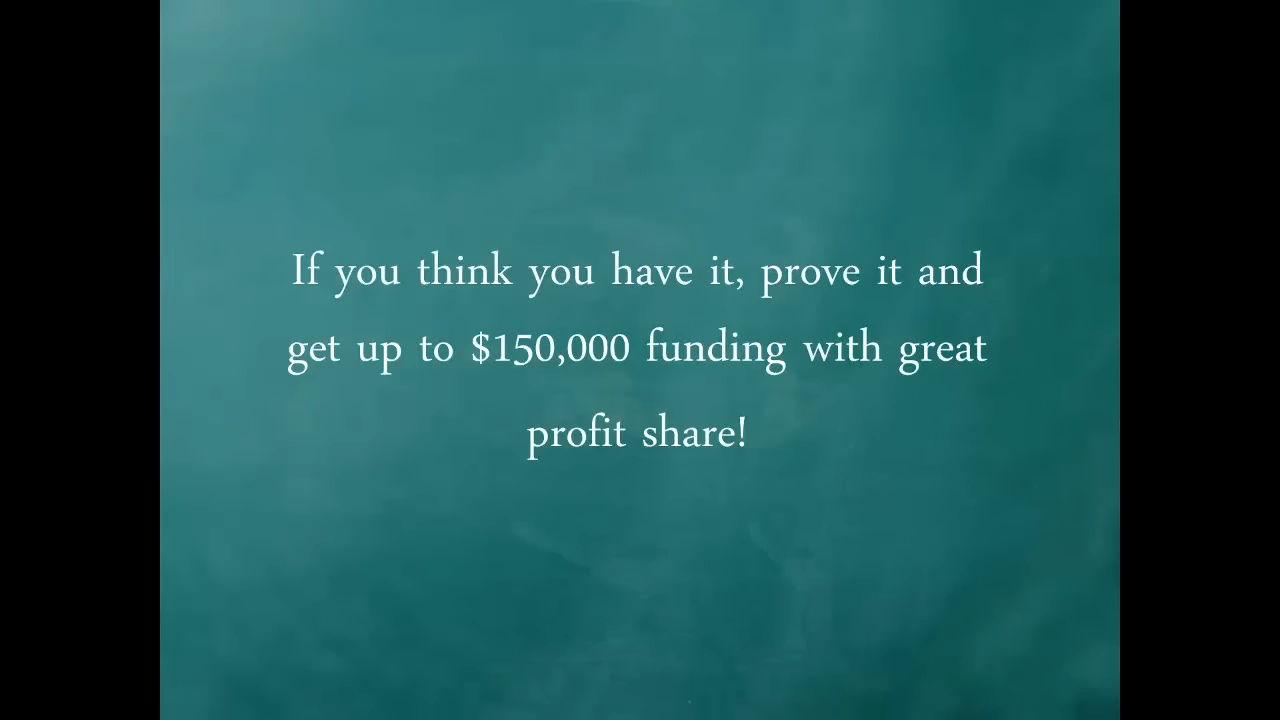 If you think you have it, prove it and
get up to $150,000 funding with great
profit share!